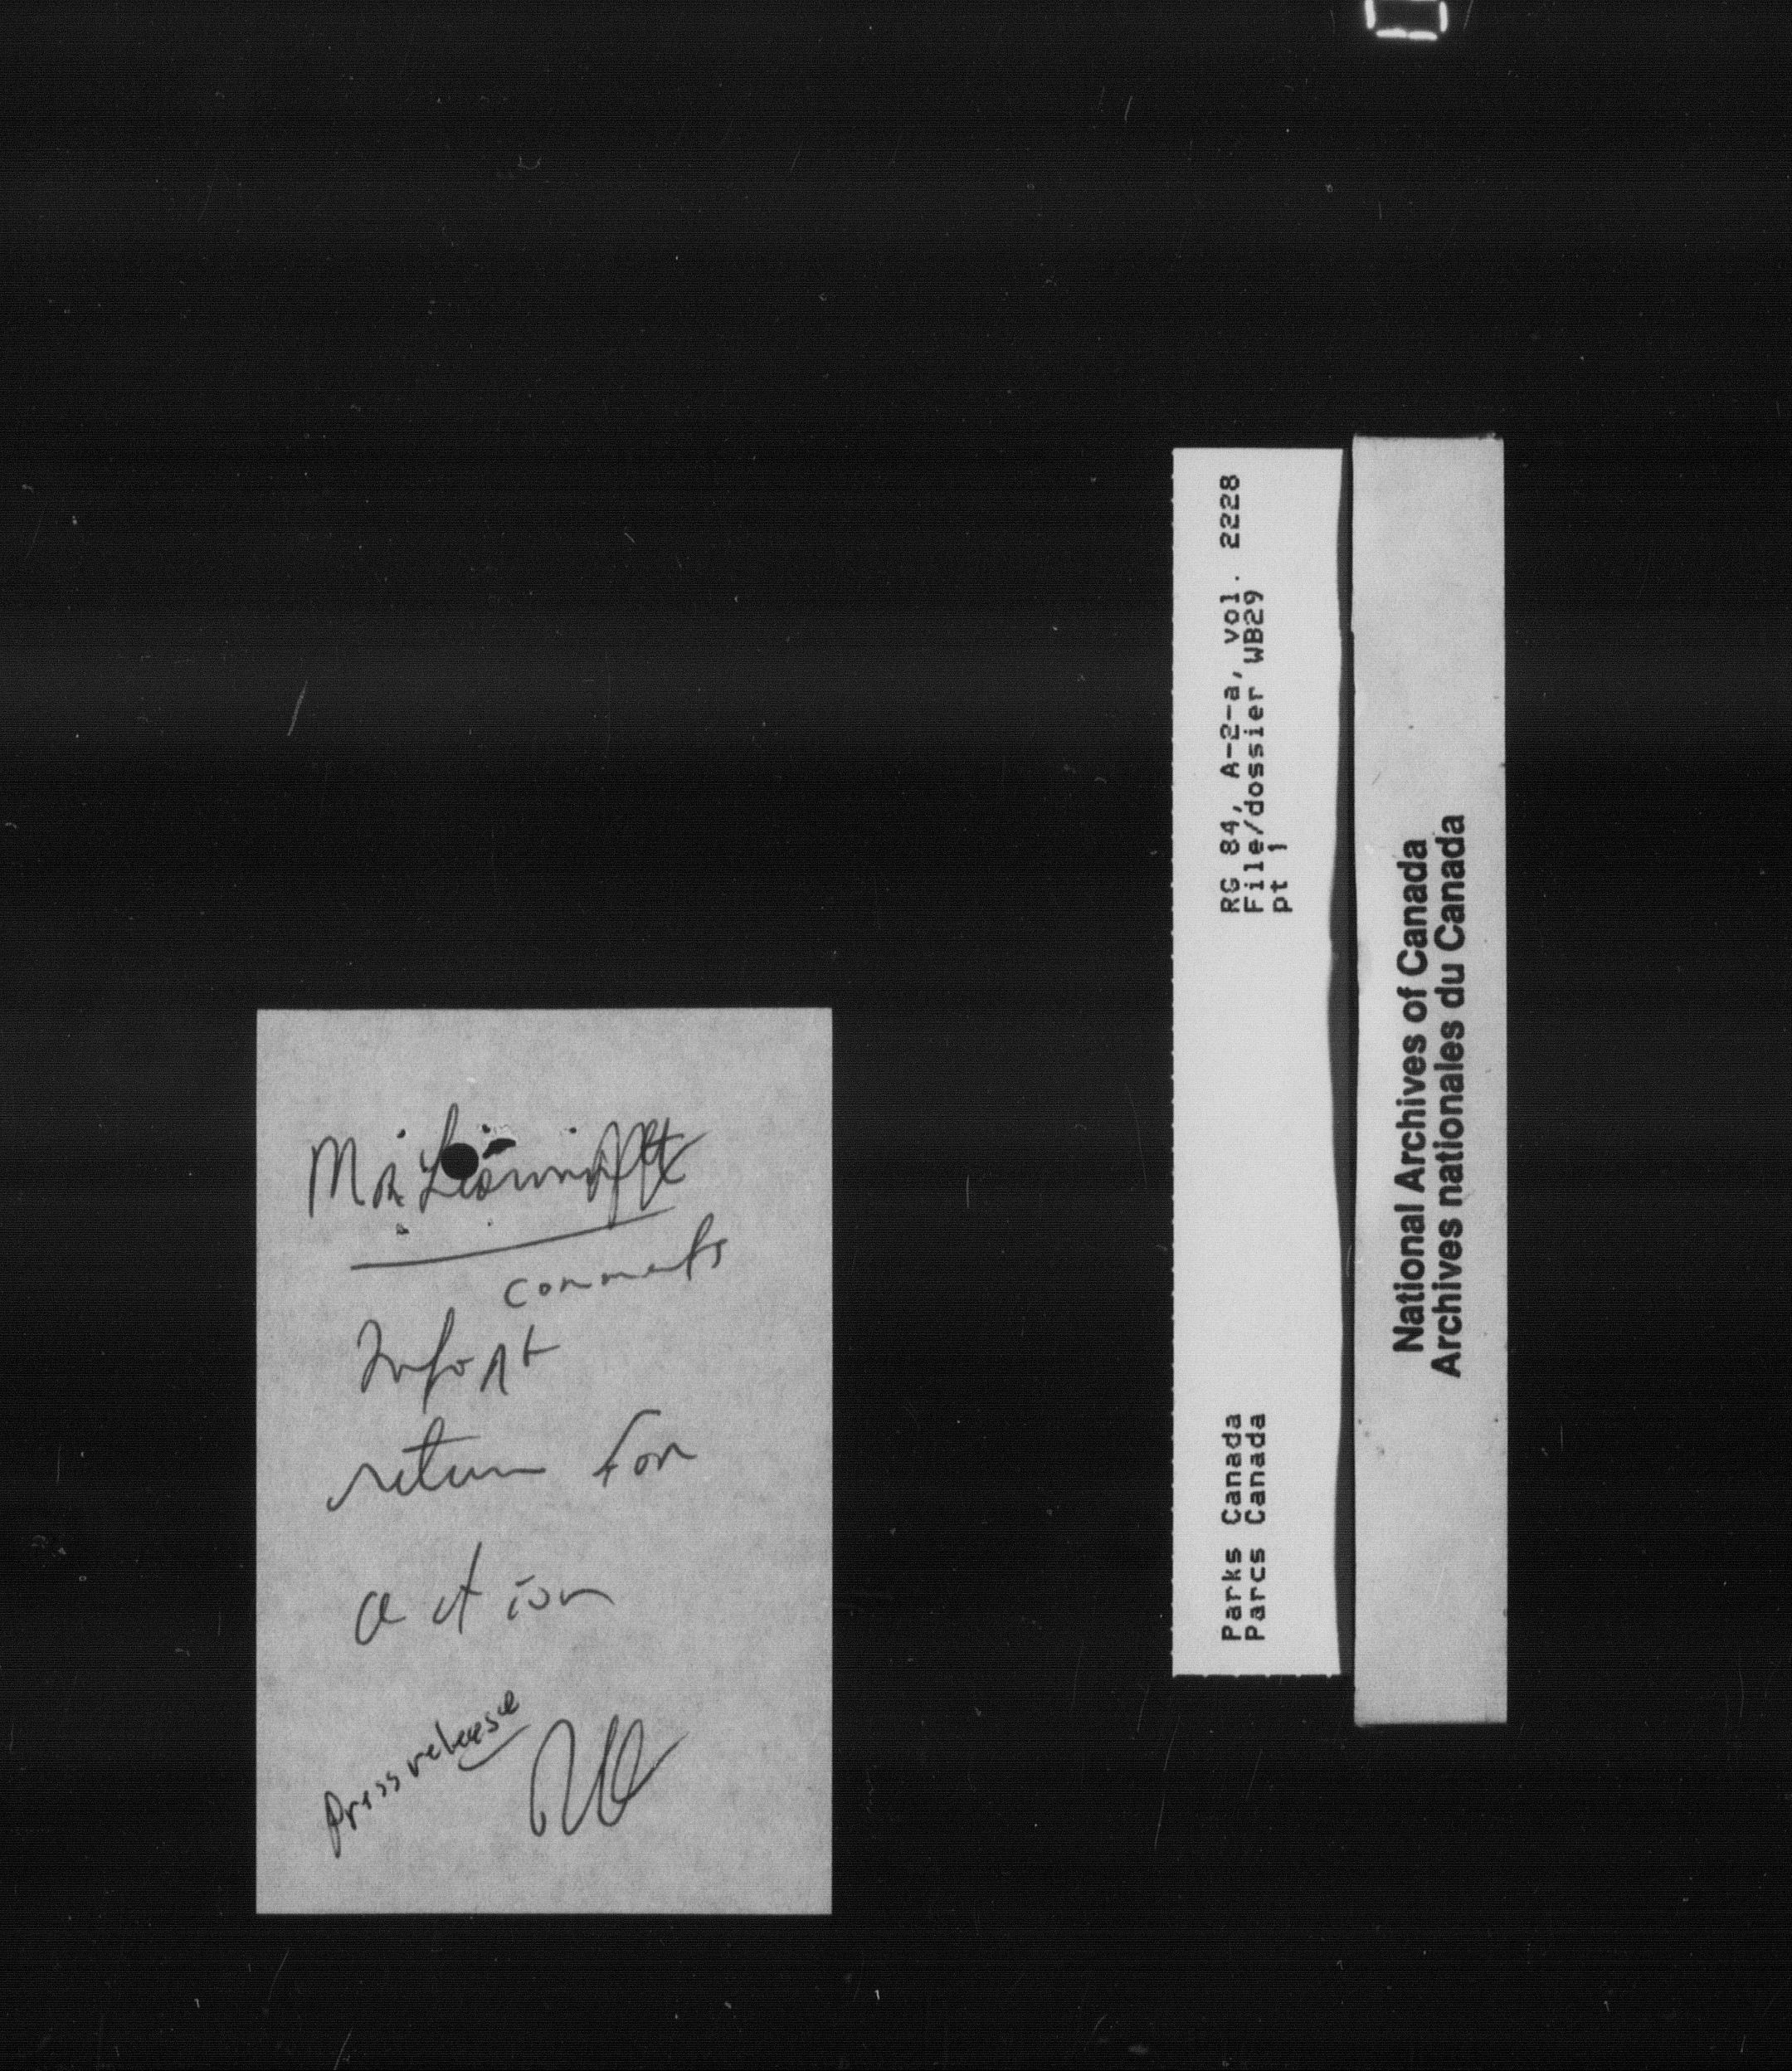 Mr.
comments
return for
action
Press release
RG 84, A-2-a, vol. 2228
File/dossier WB29
pt 1
Parks Canada
Parcs Canada
National Archives of Canada
Archives nationales du Canada